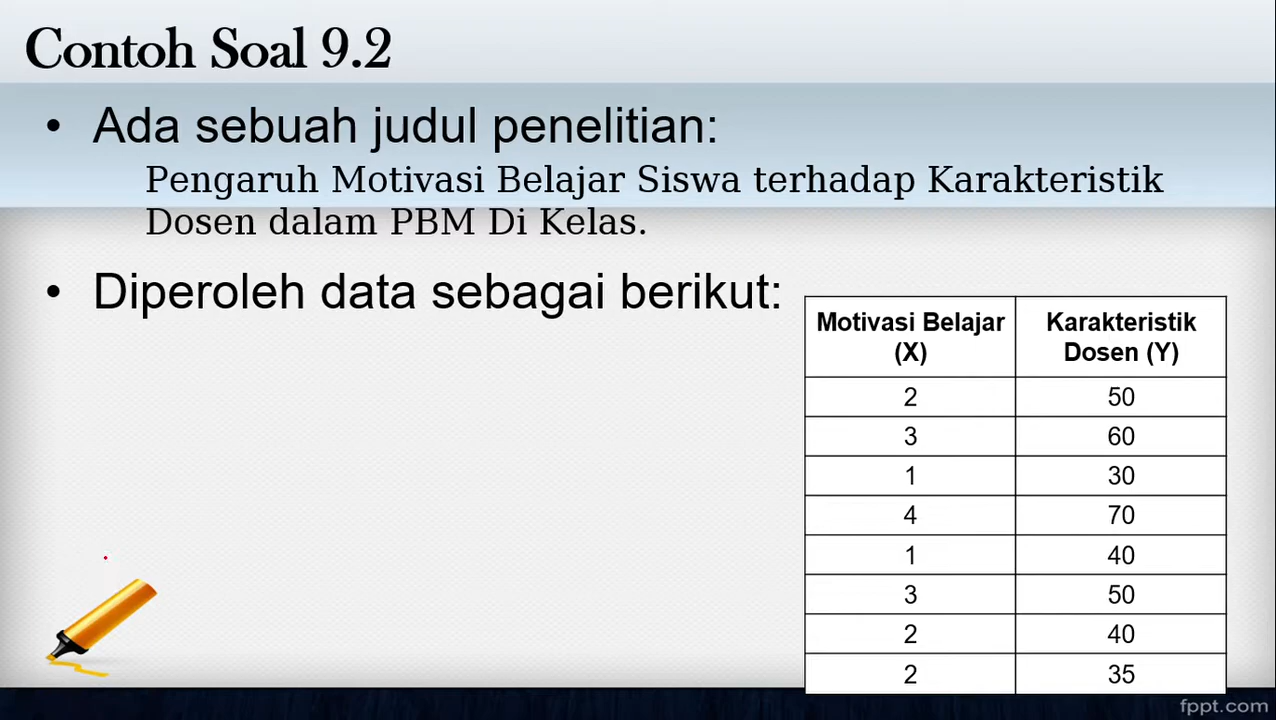 Contoh Soal 9.2
• Ada sebuah judul penelitian:
Pengaruh Motivasi Belajar Siswa terhadap Karakteristik
Dosen dalam PBM Di Kelas.
• Diperoleh data sebagai berikut:
Motivasi Belajar (X) Karakteristik Dosen (Y)
2 50
3 60
1 30
4 70
1 40
3 50
2 40
2 35
fppt.com